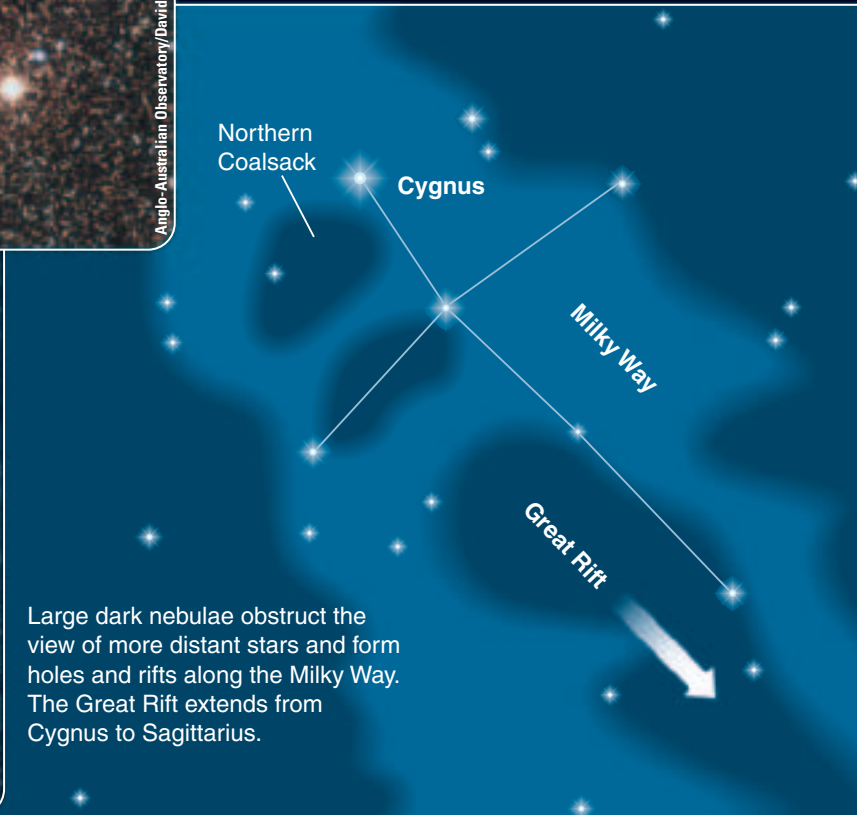 Anglo-Australian Observatory/David
Northern
Coalsack
Cygnus
Milky Way
Great Rift
Large dark nebulae obstruct the
view of more distant stars and form
holes and rifts along the Milky Way.
The Great Rift extends from
Cygnus to Sagittarius.